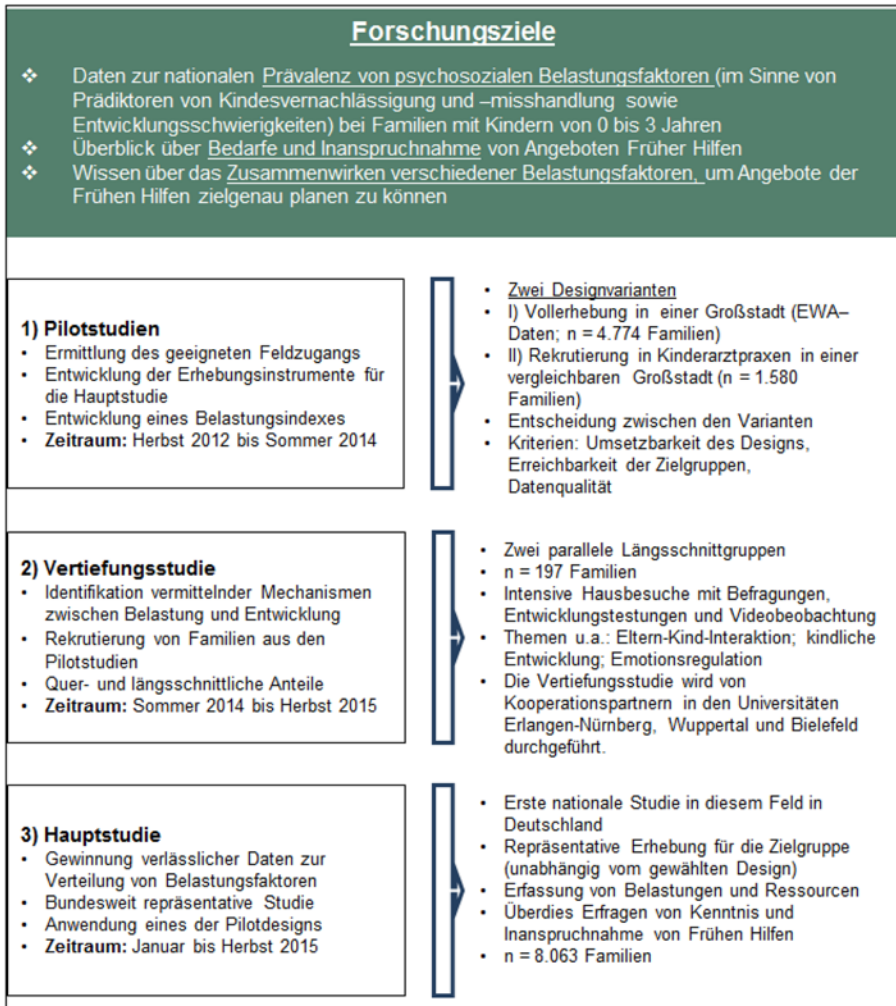 Forschungsziele
❖ Daten zur nationalen Prävalenz von psychosozialen Belastungsfaktoren (im Sinne von
Prädiktoren von Kindesvernachlässigung und –misshandlung sowie
Entwicklungsschwierigkeiten) bei Familien mit Kindern von 0 bis 3 Jahren
❖ Überblick über Bedarfe und Inanspruchnahme von Angeboten Früher Hilfen
❖ Wissen über das Zusammenwirken verschiedener Belastungsfaktoren, um Angebote der
Frühen Hilfen zielgenau planen zu können
1) Pilotstudien
• Ermittlung des geeigneten Feldzugangs
• Entwicklung der Erhebungsinstrumente für
die Hauptstudie
• Entwicklung eines Belastungsindexes
• Zeitraum: Herbst 2012 bis Sommer 2014
• Zwei Designvarianten
• I) Vollerhebung in einer Großstadt (EWA–
Daten; n = 4.774 Familien)
• II) Rekrutierung in Kinderarztpraxen in einer
vergleichbaren Großstadt (n = 1.580
Familien)
• Entscheidung zwischen den Varianten
• Kriterien: Umsetzbarkeit des Designs,
Erreichbarkeit der Zielgruppen,
Datenqualität
2) Vertiefungsstudie
• Identifikation vermittelnder Mechanismen
zwischen Belastung und Entwicklung
• Rekrutierung von Familien aus den
Pilotstudien
• Quer- und längsschnittliche Anteile
• Zeitraum: Sommer 2014 bis Herbst 2015
• Zwei parallele Längsschnittgruppen
• n = 197 Familien
• Intensive Hausbesuche mit Befragungen,
Entwicklungstestungen und Videobeobachtung
• Themen u.a.: Eltern-Kind-Interaktion; kindliche
Entwicklung; Emotionsregulation
• Die Vertiefungsstudie wird von
Kooperationspartnern in den Universitäten
Erlangen-Nürnberg, Wuppertal und Bielefeld
durchgeführt.
3) Hauptstudie
• Gewinnung verlässlicher Daten zur
Verteilung von Belastungsfaktoren
• Bundesweit repräsentative Studie
• Anwendung eines der Pilotdesigns
• Zeitraum: Januar bis Herbst 2015
• Erste nationale Studie in diesem Feld in
Deutschland
• Repräsentative Erhebung für die Zielgruppe
(unabhängig vom gewählten Design)
• Erfassung von Belastungen und Ressourcen
• Überdies Erfragen von Kenntnis und
Inanspruchnahme von Frühen Hilfen
• n = 8.063 Familien